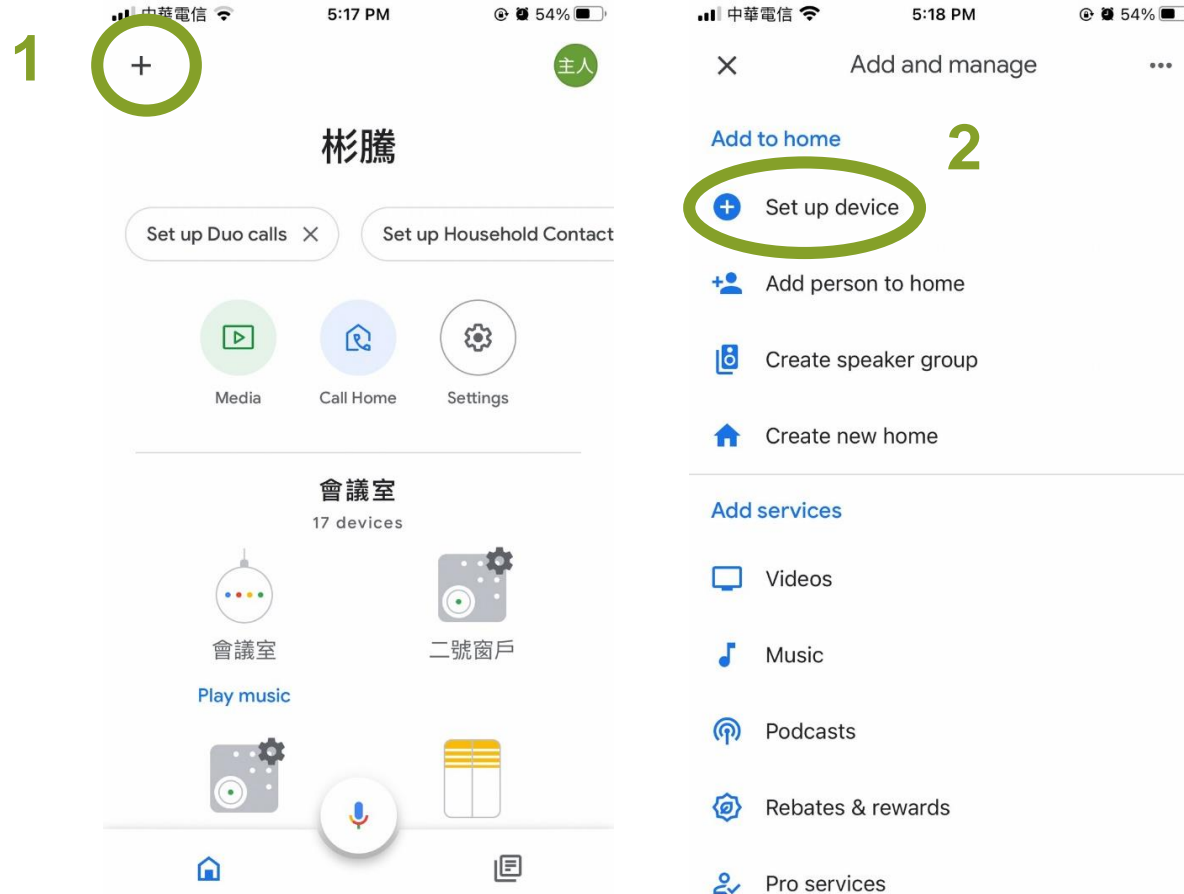 中華電信
5:17 PM
54%
1
主人
彬騰
Set up Duo calls
Set up Household Contact
Media
Call Home
Settings
會議室
17 devices
會議室
二號窗戶
Play music
中華電信
5:18 PM
54%
Add and manage
Add to home
2
Set up device
Add person to home
Create speaker group
Create new home
Add services
Videos
Music
Podcasts
Rebates & rewards
Pro services